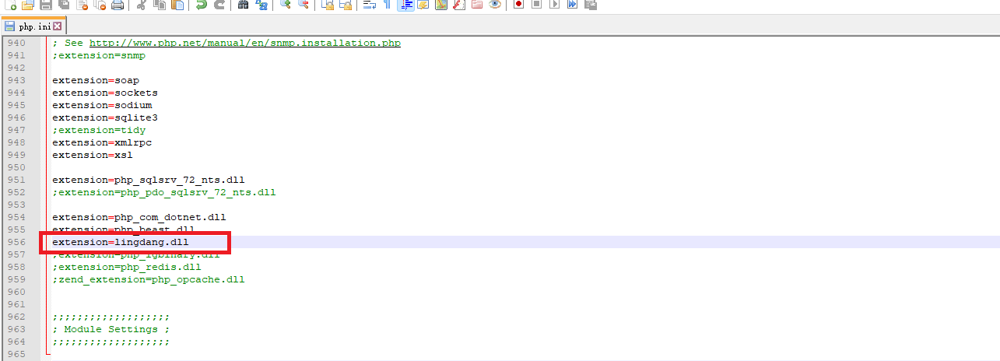 php.ini
940 ; See http://www.php.net/manual/en/snmp.installation.php
941 ;extension=snmp
942
943 extension=soap
944 extension=sockets
945 extension=sodium
946 extension=sqlite3
947 ;extension=tidy
948 extension=xmlrpc
949 extension=xsl
950
951 extension=php_sqlsrv_72_nts.dll
952 ;extension=php_pdo_sqlsrv_72_nts.dll
953
954 extension=php_com_dotnet.dll
955 extension=php_beast.dll
956 extension=lingdang.dll
957 ;extension=php_igbinary.dll
958 ;extension=php_redis.dll
959 ;zend_extension=php_opcache.dll
960
961
962 ;;;;;;;;;;;;;;;;;;;
963 ; Module Settings ;
964 ;;;;;;;;;;;;;;;;;;;
965